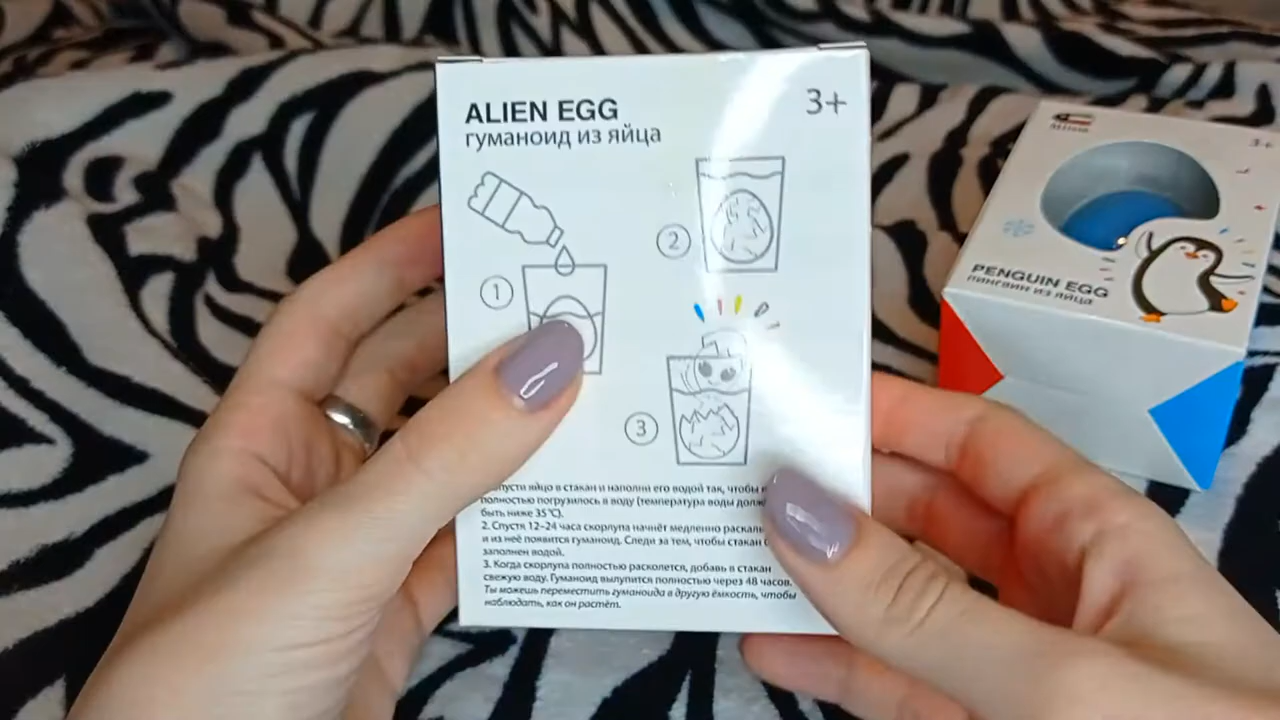 ALIEN EGG
3+
гуманоид из яйца
1
2
3
яйцо в стакан и наполни его водой так, чтобы
полностью погрузилось в воду (температура воды
быть ниже 35°C).
2. Спустя 12–24 часа скорлупа начнёт медленно
и из неё появится гуманоид. Следи за тем, чтобы стакан
заполнен водой.
3. Когда скорлупа полностью расколется, добавь в стакан
свежую воду. Гуманоид вылупится полностью через 48 часов.
Ты можешь переместить гуманоида в другую ёмкость, чтобы
наблюдать, как он растёт.
3+
PENGUIN EGG
пингвин из яйца